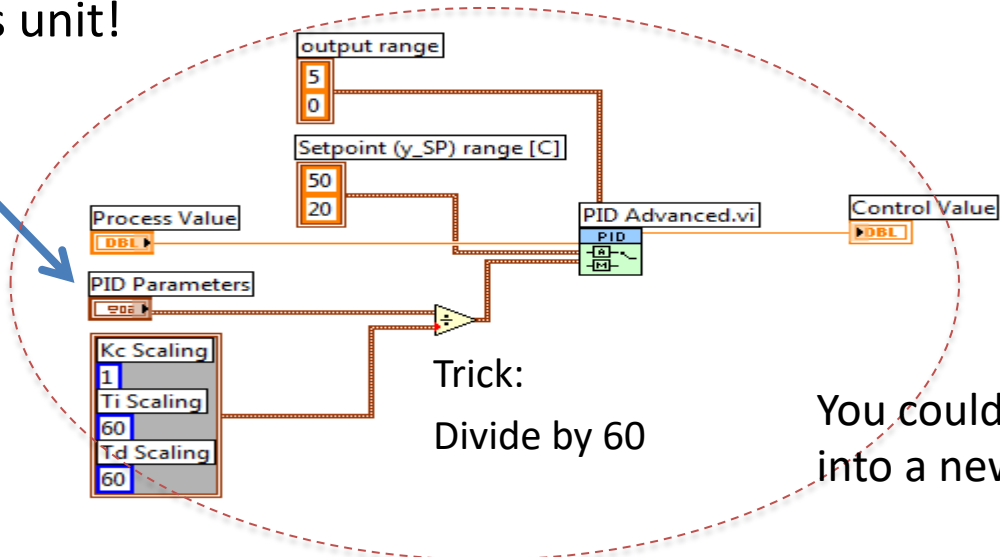 s unit!
output range
5
0
Setpoint (y_SP) range [C]
50
20
Process Value
DBL
PID Advanced.vi
PID
A
M
Control Value
DBL
PID Parameters
Kc Scaling
1
Ti Scaling
60
Td Scaling
60
÷
Trick:
Divide by 60
You could
into a new